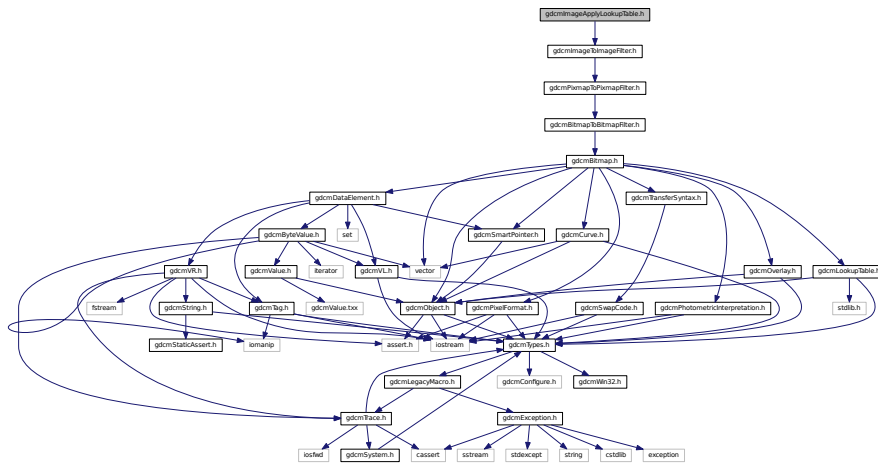 gdcmImageApplyLookupTable.h
gdcmImageToImageFilter.h
gdcmPixmapToPixmapFilter.h
gdcmBitmapToBitmapFilter.h
gdcmBitmap.h
gdcmDataElement.h
gdcmTransferSyntax.h
gdcmByteValue.h
set
gdcmSmartPointer.h
gdcmCurve.h
gdcmVR.h
gdcmValue.h
iterator
gdcmVL.h
vector
gdcmOverlay.h
gdcmLookupTable.h
fstream
gdcmString.h
gdcmTag.h
gdcmValue.txx
gdcmObject.h
gdcmPixelFormat.h
gdcmSwapCode.h
gdcmPhotometricInterpretation.h
stdlib.h
gdcmStaticAssert.h
iomanip
assert.h
iostream
gdcmTypes.h
gdcmLegacyMacro.h
gdcmConfigure.h
gdcmWin32.h
gdcmTrace.h
gdcmException.h
iosfwd
gdcmSystem.h
cassert
sstream
stdexcept
string
cstdlib
exception